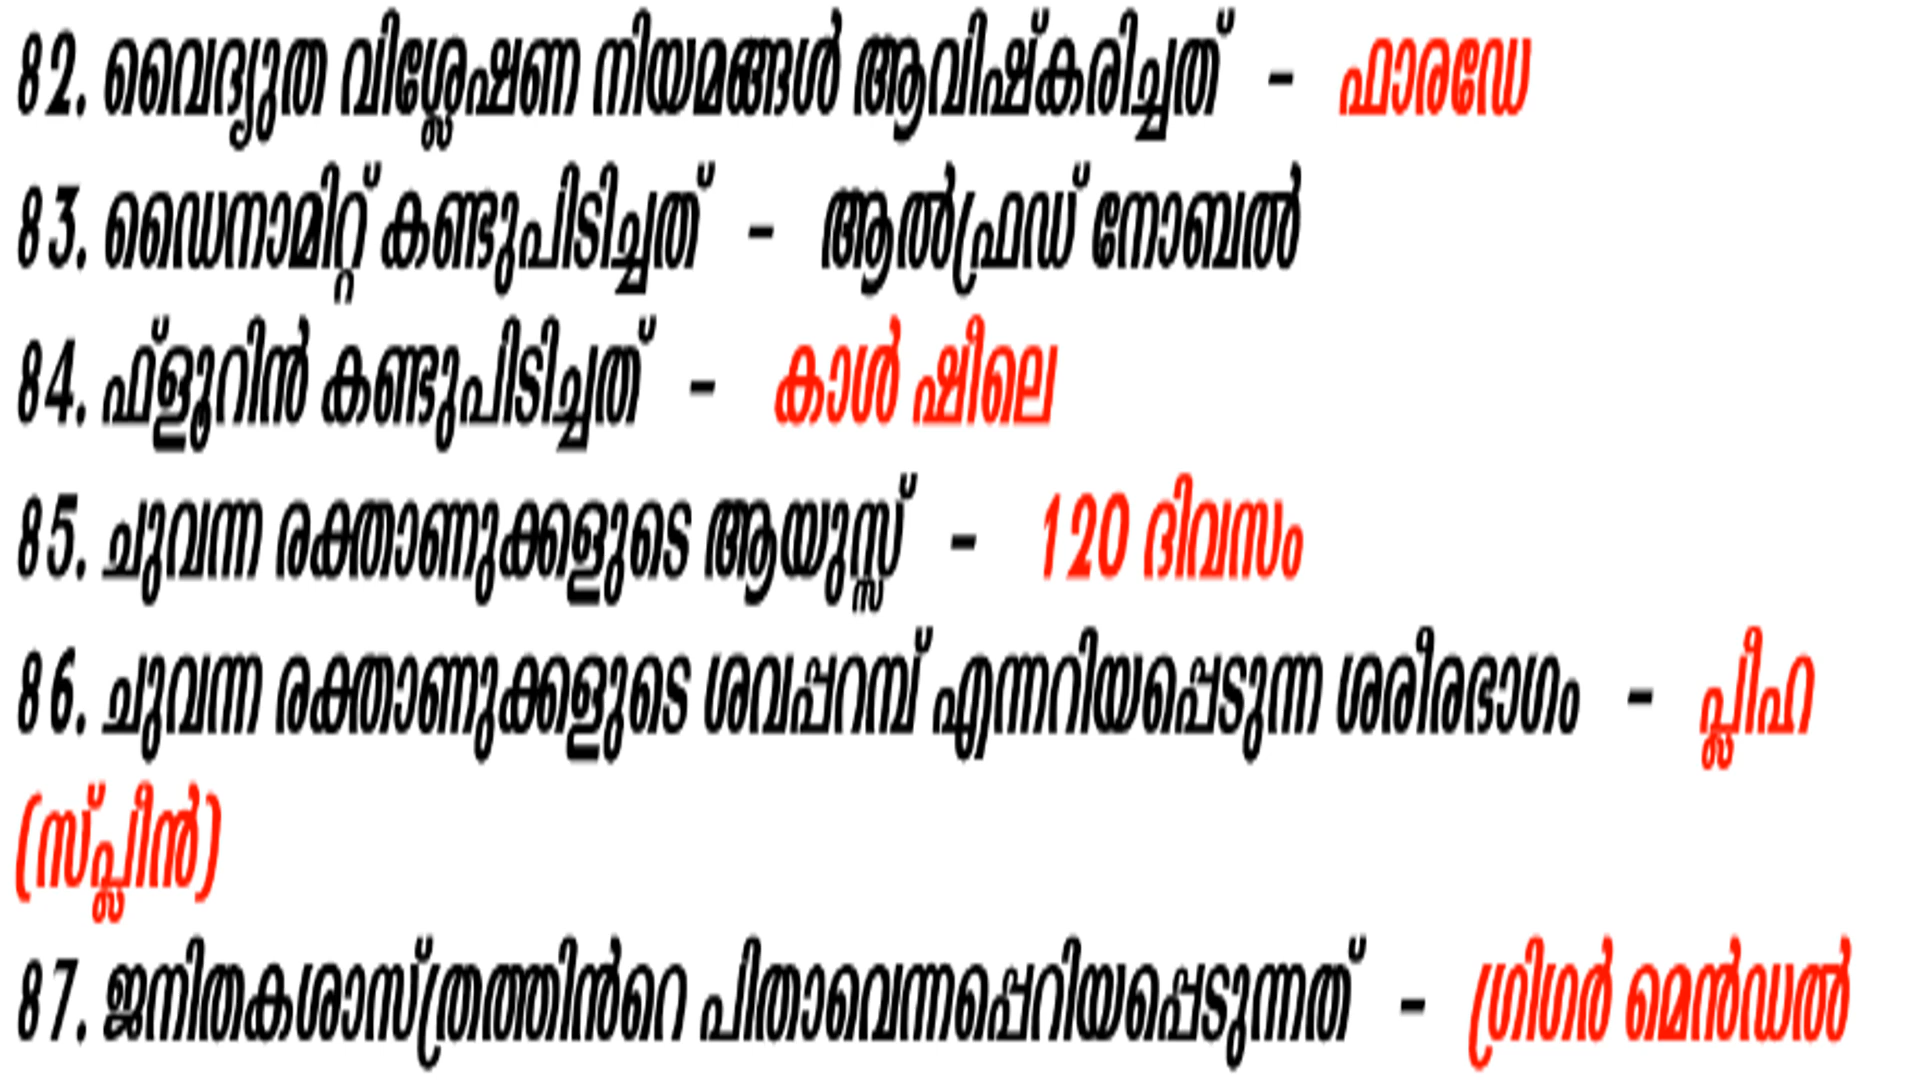 82. വൈദ്യുത വിശ്ലേഷണ നിയമങ്ങൾ ആവിഷ്കരിച്ചത് - ഫാരഡേ
83. ഡൈനാമിറ്റ് കണ്ടുപിടിച്ചത് - ആൽഫ്രഡ് നോബൽ
84. ഫ്ളൂറിൻ കണ്ടുപിടിച്ചത് - കാൾ ഷീലെ
85. ചുവന്ന രക്താണുക്കളുടെ ആയുസ്സ് - 120 ദിവസം
86. ചുവന്ന രക്താണുക്കളുടെ ശവപ്പറമ്പ് എന്നറിയപ്പെടുന്ന ശരീരഭാഗം - പ്ലീഹ
(സ്പ്ലീൻ)
87. ജനിതകശാസ്ത്രത്തിൻറെ പിതാവെന്നപ്പെറിയപ്പെടുന്നത് - ഗ്രിഗർ മെൻഡൽ